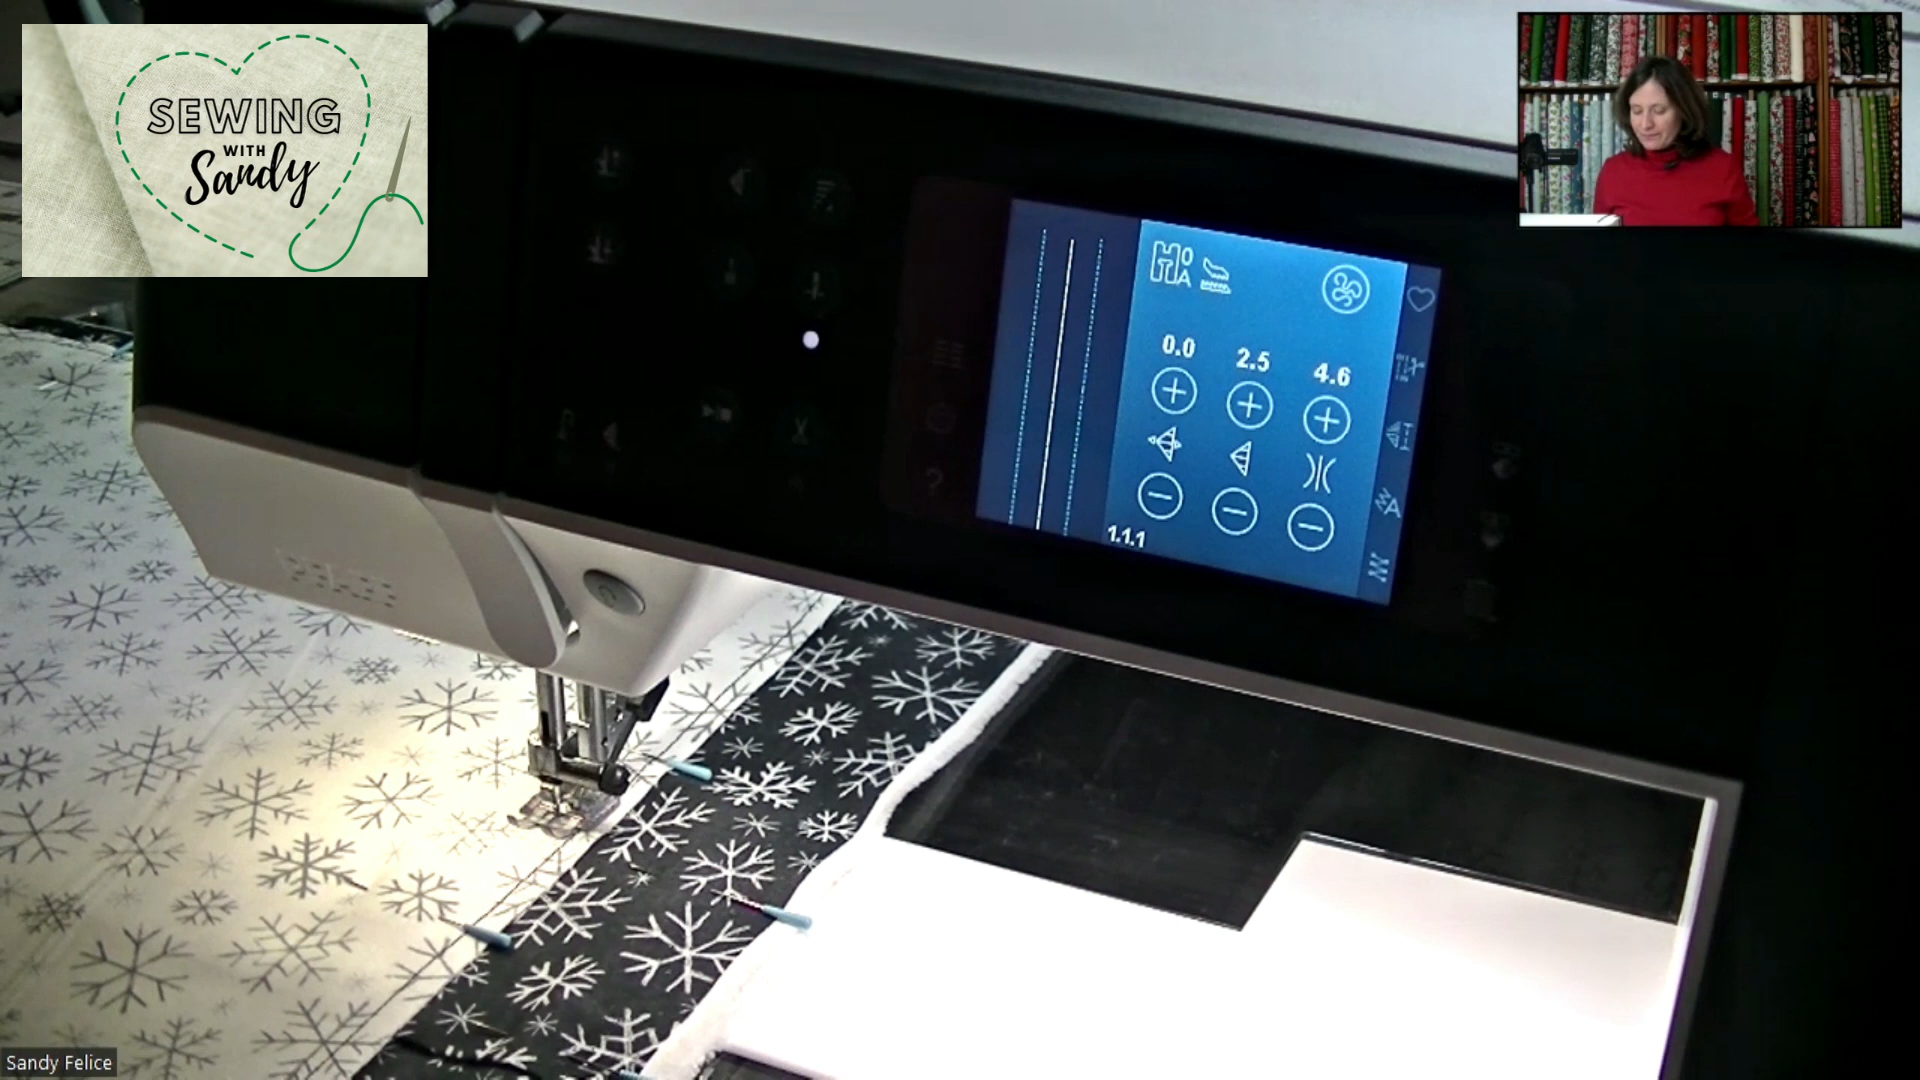 SEWING
WITH
Sandy
0.0 2.5 4.6
1.1.1
?
Sandy Felice